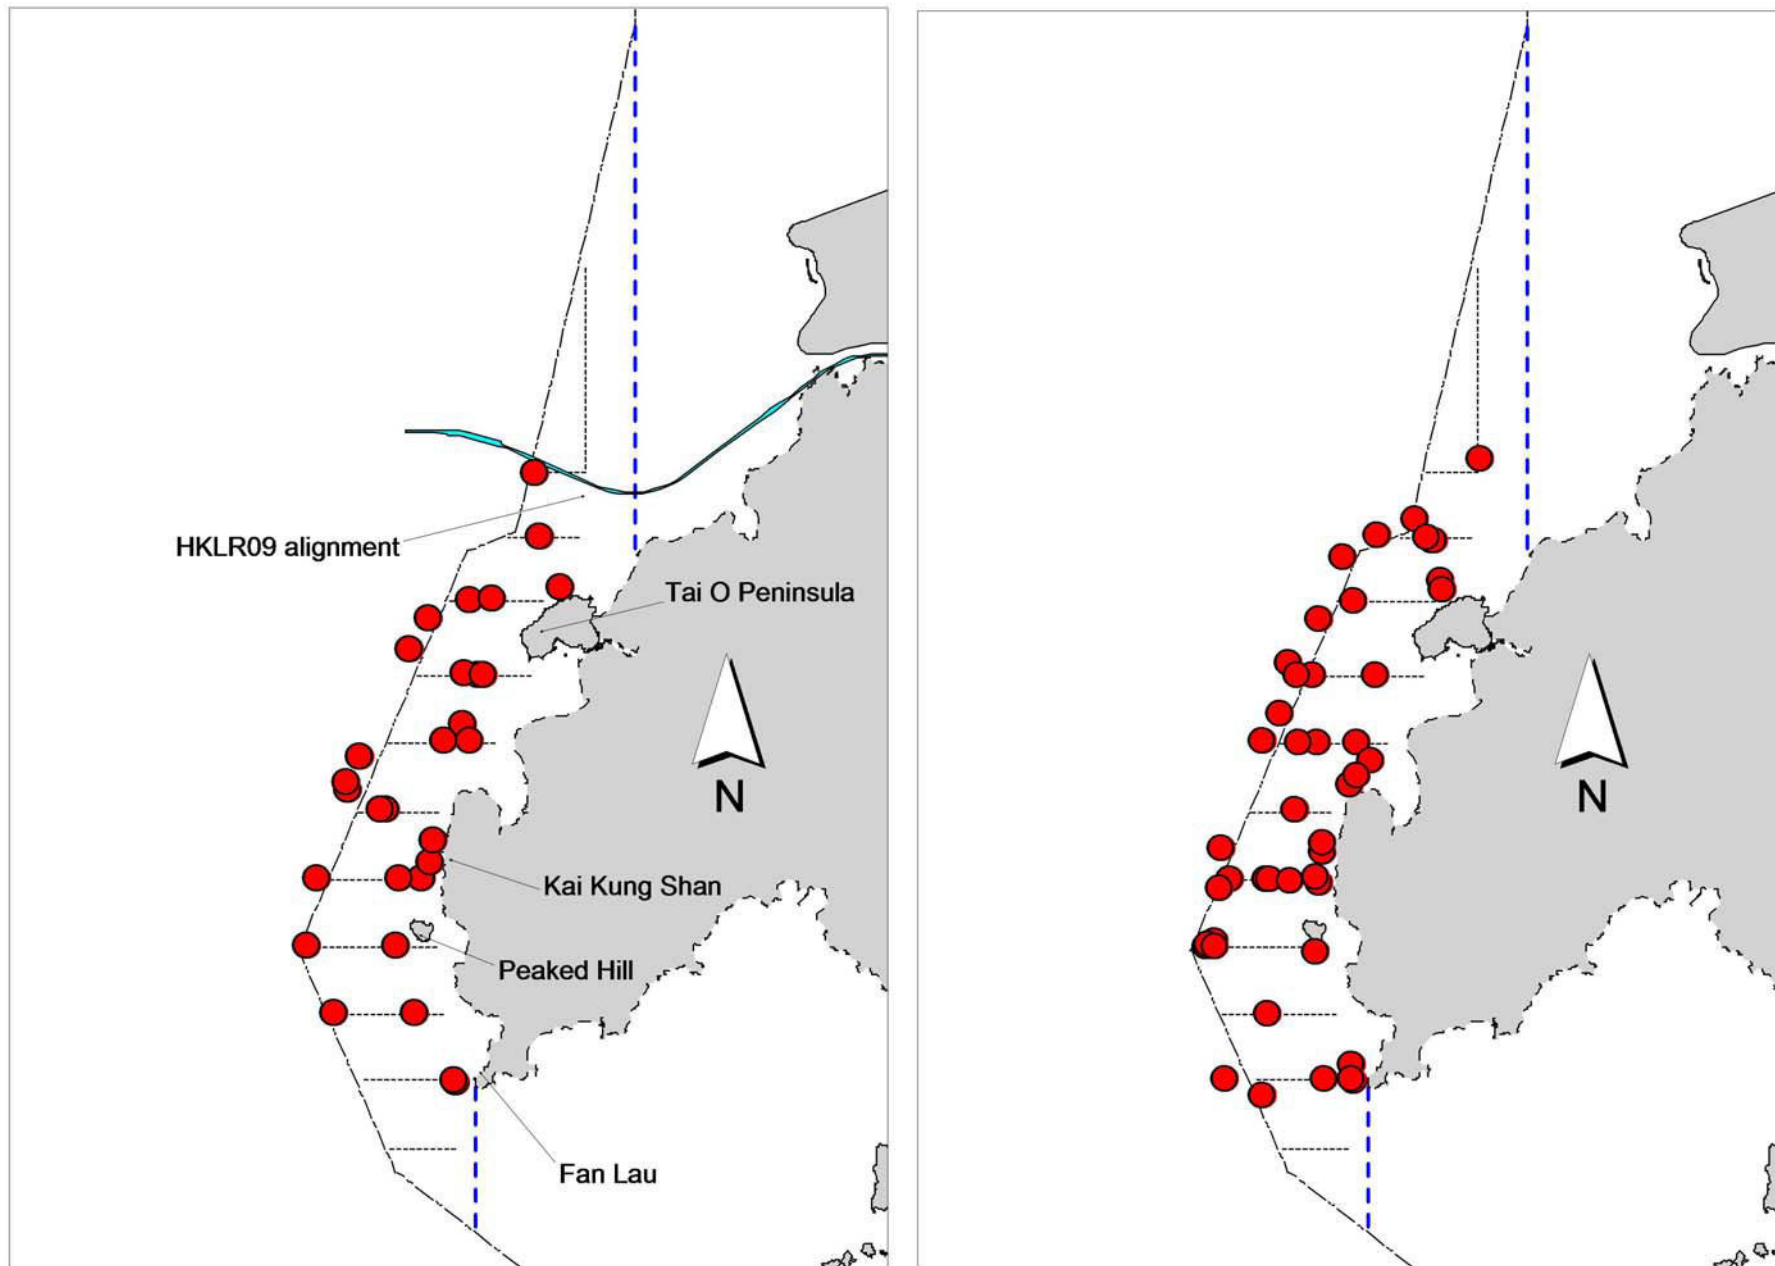 HKLR09 alignment
Tai O Peninsula
N
N
Kai Kung Shan
Peaked Hill
Fan Lau